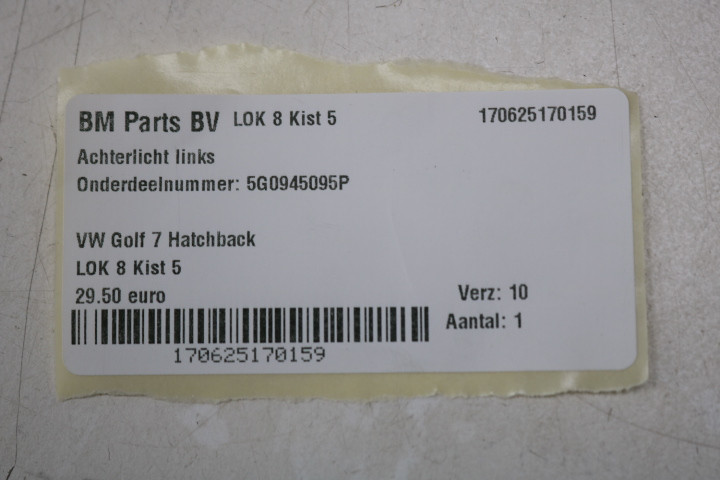 BM Parts BV LOK 8 Kist 5 170625170159
Achterlicht links
Onderdeelnummer: 5G0945095P
VW Golf 7 Hatchback
LOK 8 Kist 5
29.50 euro Verz: 10
Aantal: 1
170625170159